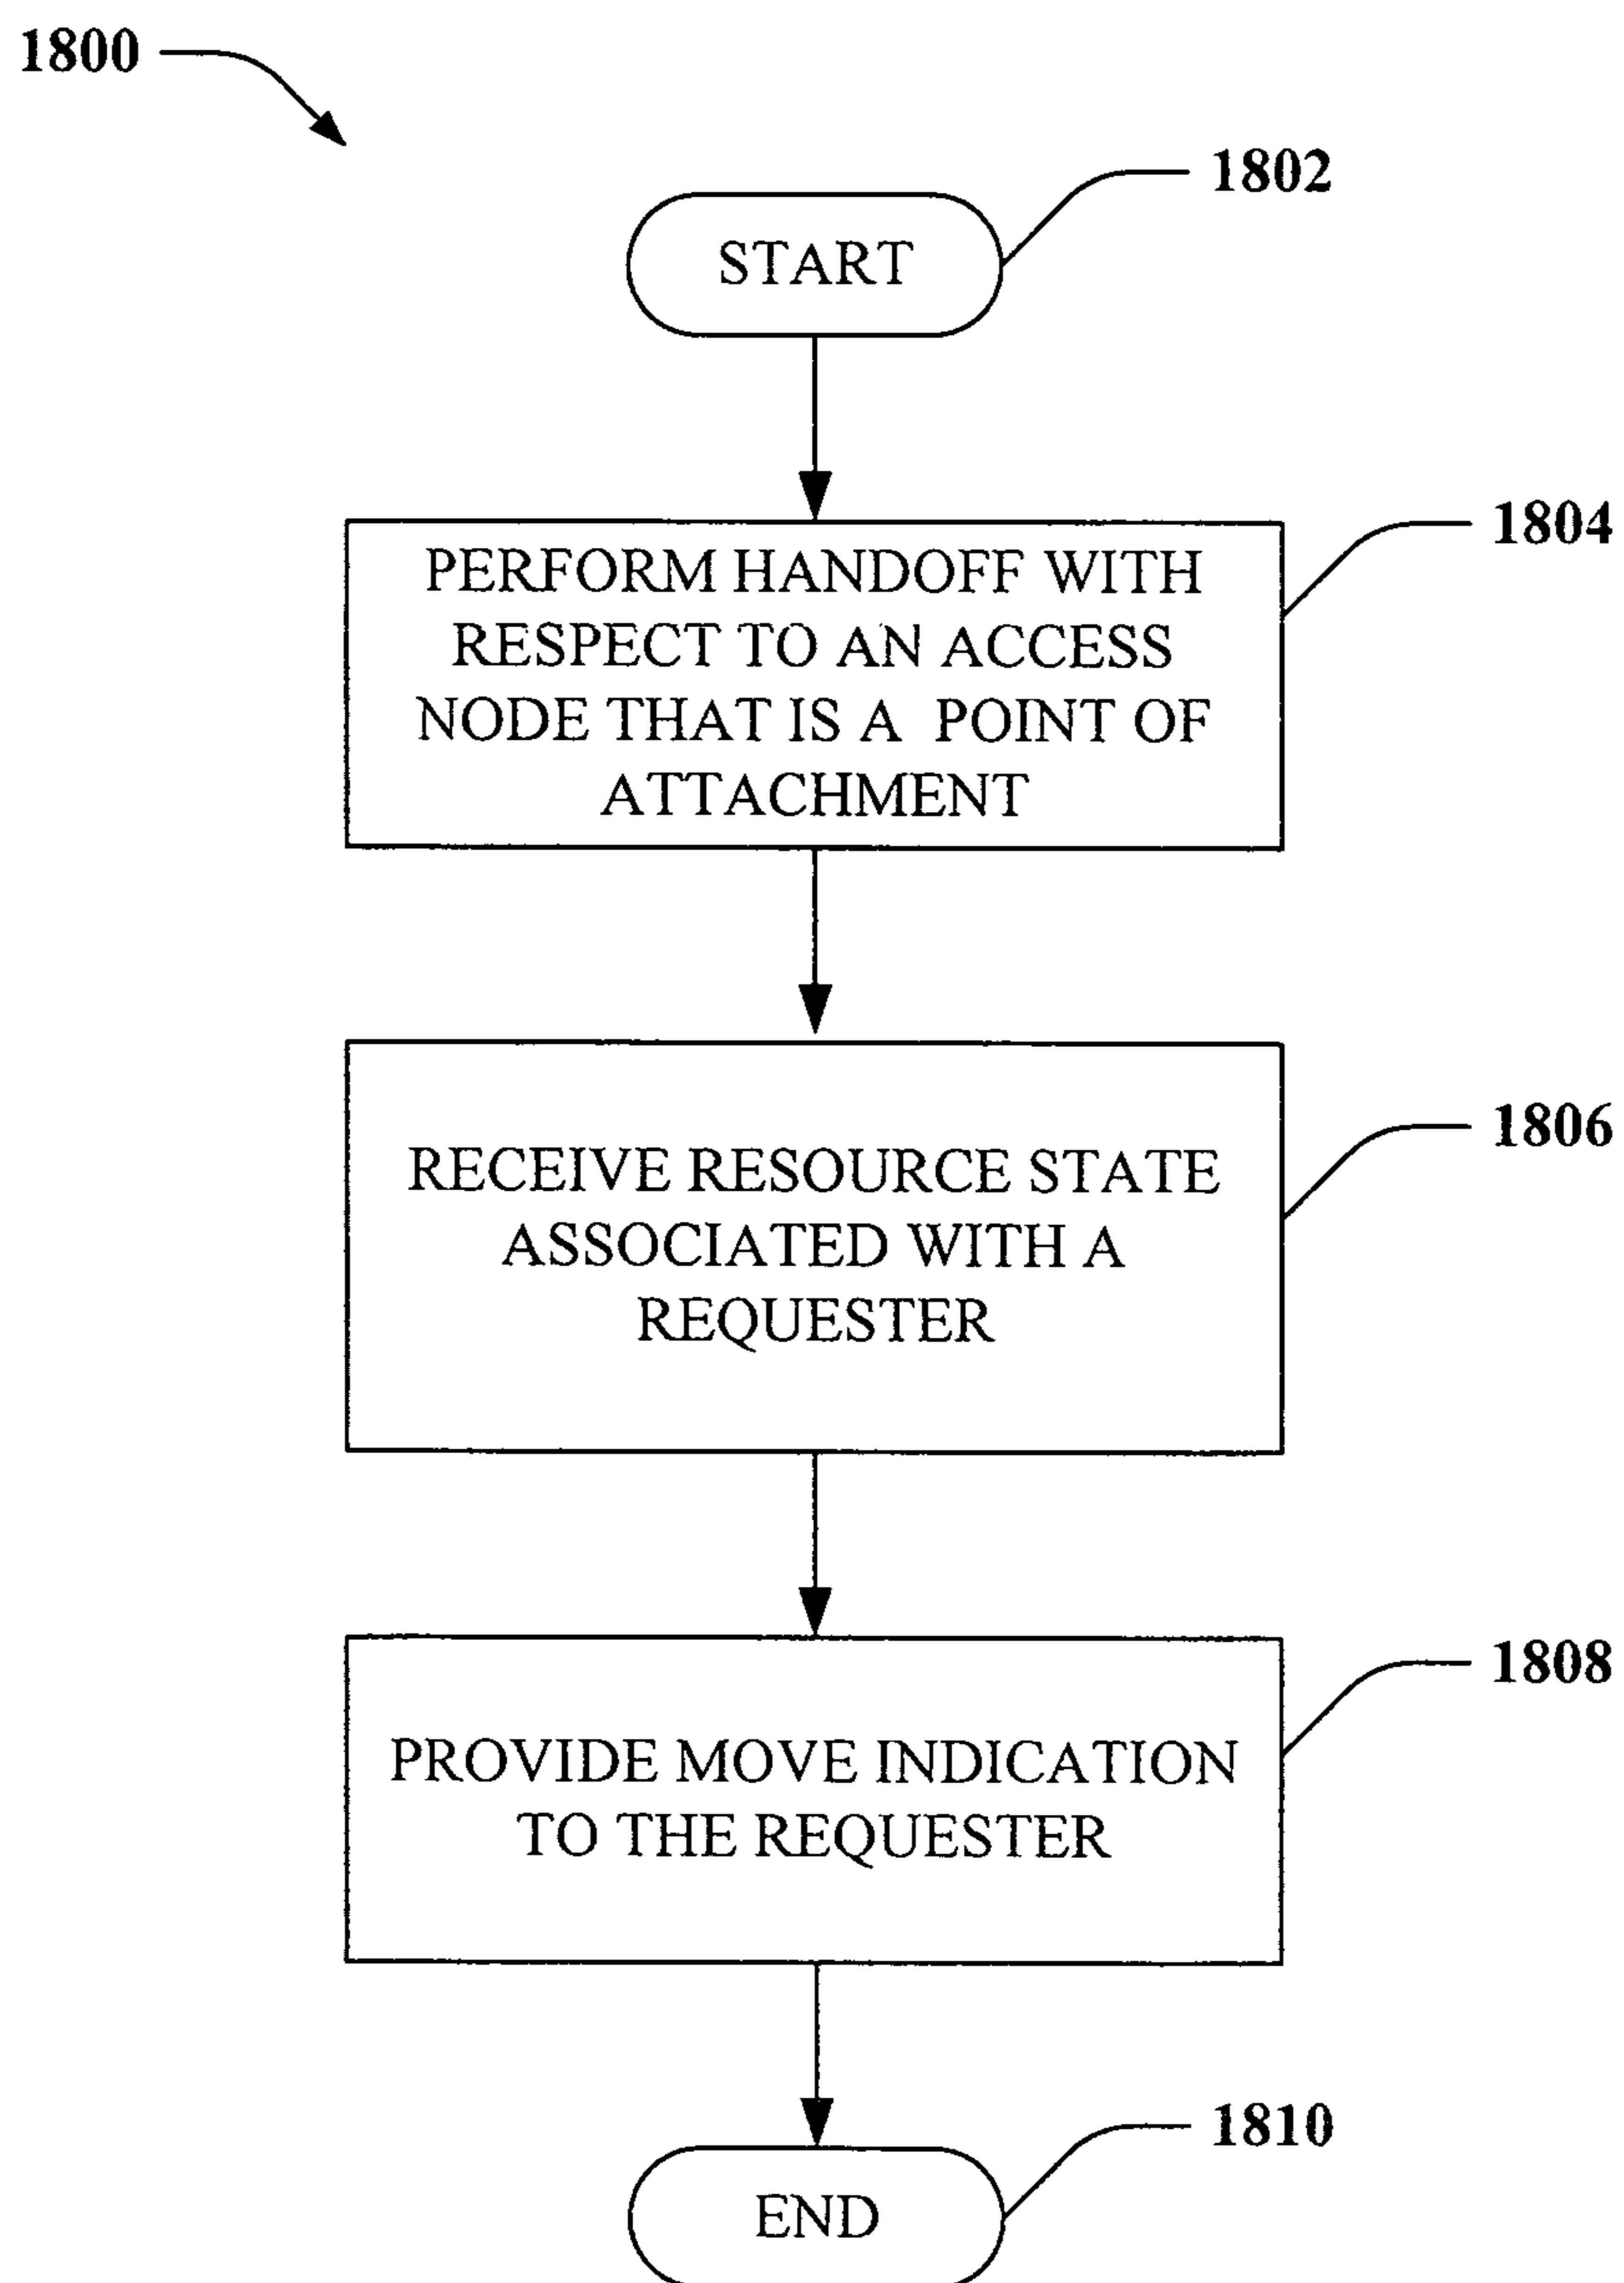 1800
1802
START
1804
PERFORM HANDOFF WITH
RESPECT TO AN ACCESS
NODE THAT IS A POINT OF
ATTACHMENT
1806
RECEIVE RESOURCE STATE
ASSOCIATED WITH A
REQUESTER
1808
PROVIDE MOVE INDICATION
TO THE REQUESTER
1810
END